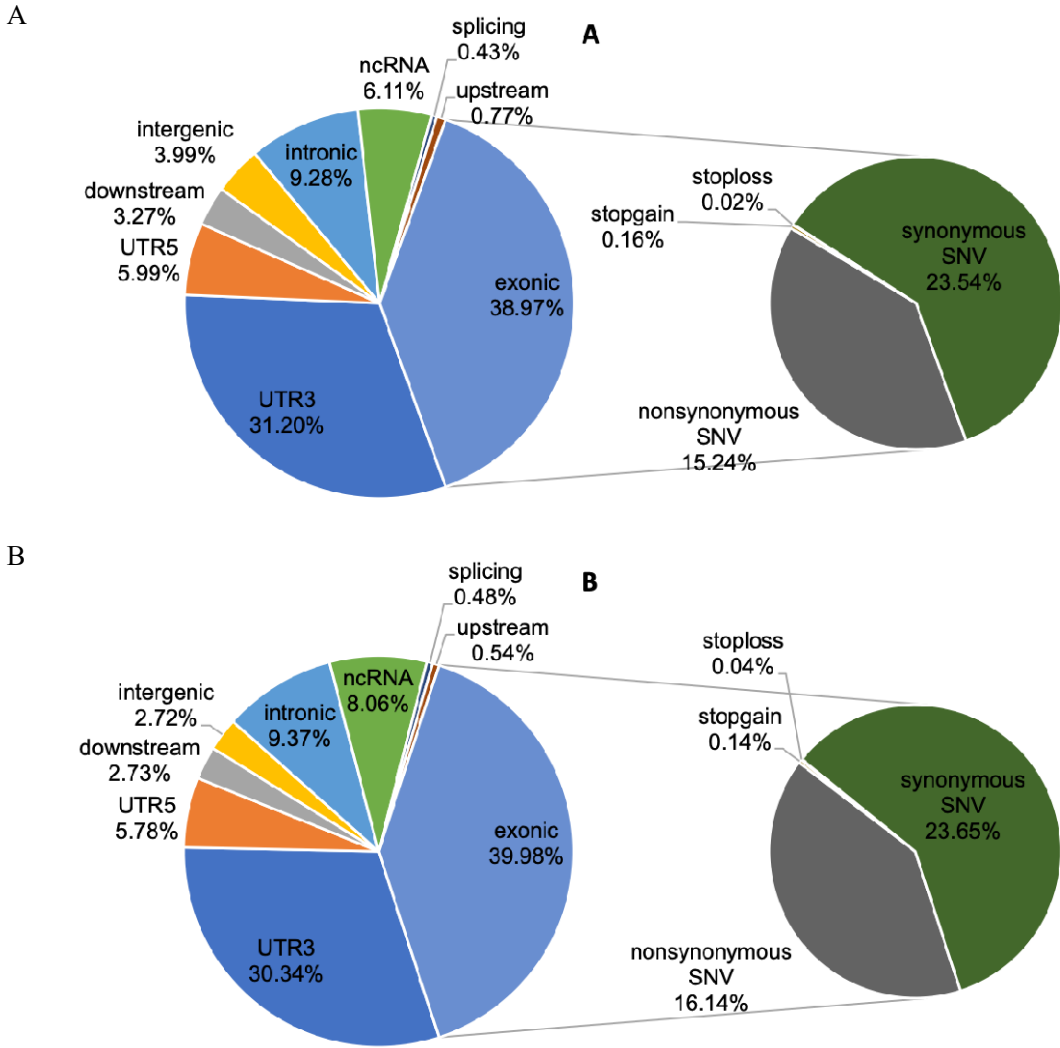 A
A
splicing
0.43%
ncRNA
6.11%
upstream
0.77%
intergenic
3.99%
intronic
9.28%
downstream
3.27%
UTR5
5.99%
exonic
38.97%
UTR3
31.20%
stoploss
0.02%
stopgain
0.16%
synonymous
SNV
23.54%
nonsynonymous
SNV
15.24%
B
B
splicing
0.48%
upstream
0.54%
ncRNA
8.06%
intergenic
2.72%
intronic
9.37%
downstream
2.73%
UTR5
5.78%
exonic
39.98%
UTR3
30.34%
stoploss
0.04%
stopgain
0.14%
synonymous
SNV
23.65%
nonsynonymous
SNV
16.14%